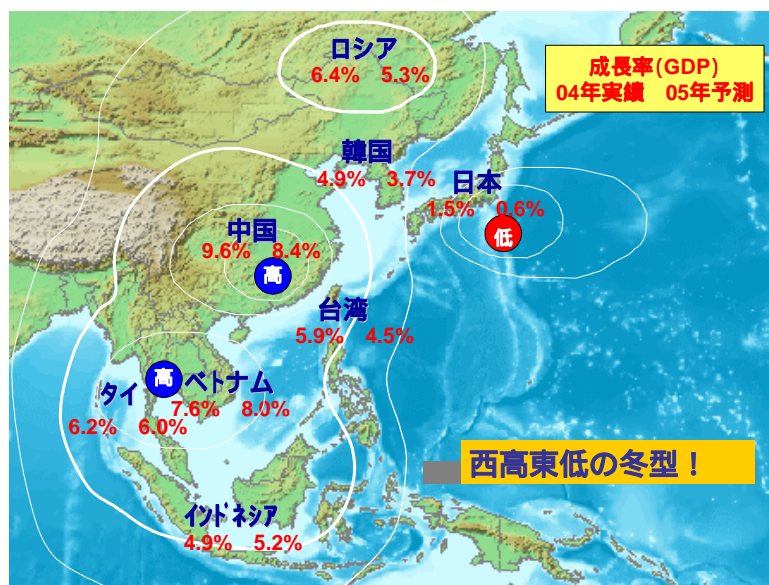 ロシア
6.4% 5.3%
成長率(GDP)
04年実績 05年予測
韓国
4.9% 3.7%
日本
1.5% 0.6%
低
中国
9.6% 8.4%
高
台湾
5.9% 4.5%
高
タイ
ベトナム
7.6% 8.0%
6.2% 6.0%
西高東低の冬型！
インドネシア
4.9% 5.2%